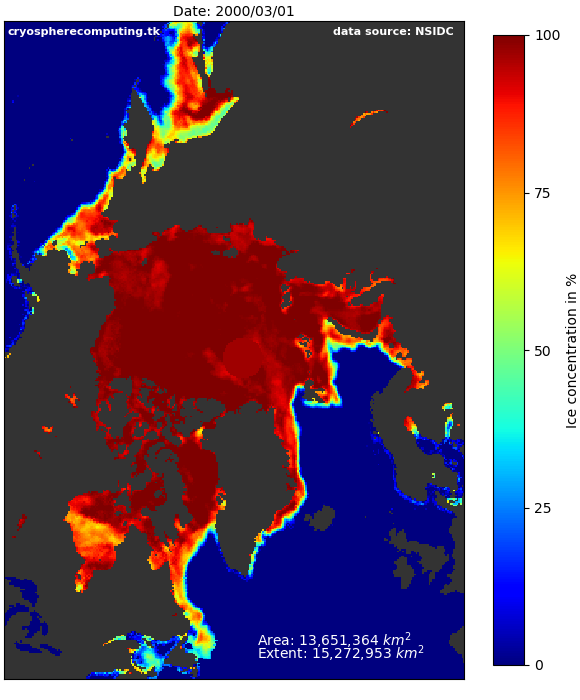 Date: 2000/03/01
cryospherecomputing.tk
data source: NSIDC
100
75
50
25
0
Ice concentration in %
Area: 13,651,364 km²
Extent: 15,272,953 km²